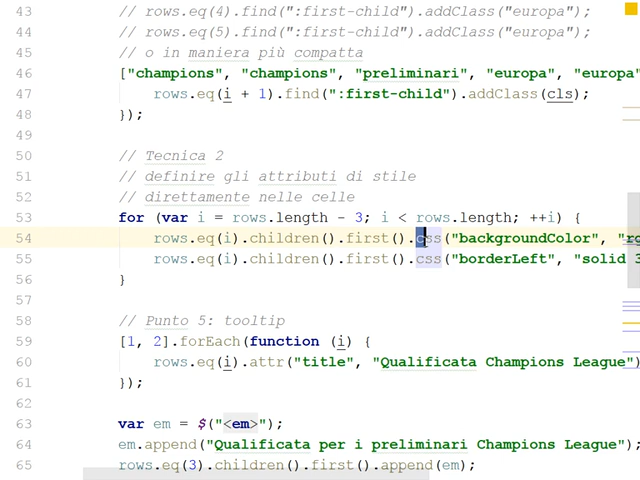 43 // rows.eq(4).find(":first-child").addClass("europa");
44 // rows.eq(5).find(":first-child").addClass("europa");
45 // o in maniera più compatta
46 ["champions", "champions", "preliminari", "europa", "europa"
47 rows.eq(i + 1).find(":first-child").addClass(cls);
48 });
49
50 // Tecnica 2
51 // definire gli attributi di stile
52 // direttamente nelle celle
53 for (var i = rows.length - 3; i < rows.length; ++i) {
54 rows.eq(i).children().first().css("backgroundColor", "ro
55 rows.eq(i).children().first().css("borderLeft", "solid 3
56 }
57
58 // Punto 5: tooltip
59 [1, 2].forEach(function (i) {
60 rows.eq(i).attr("title", "Qualificata Champions League")
61 });
62
63 var em = $("<em>");
64 em.append("Qualificata per i preliminari Champions League");
65 rows.eq(3).children().first().append(em);